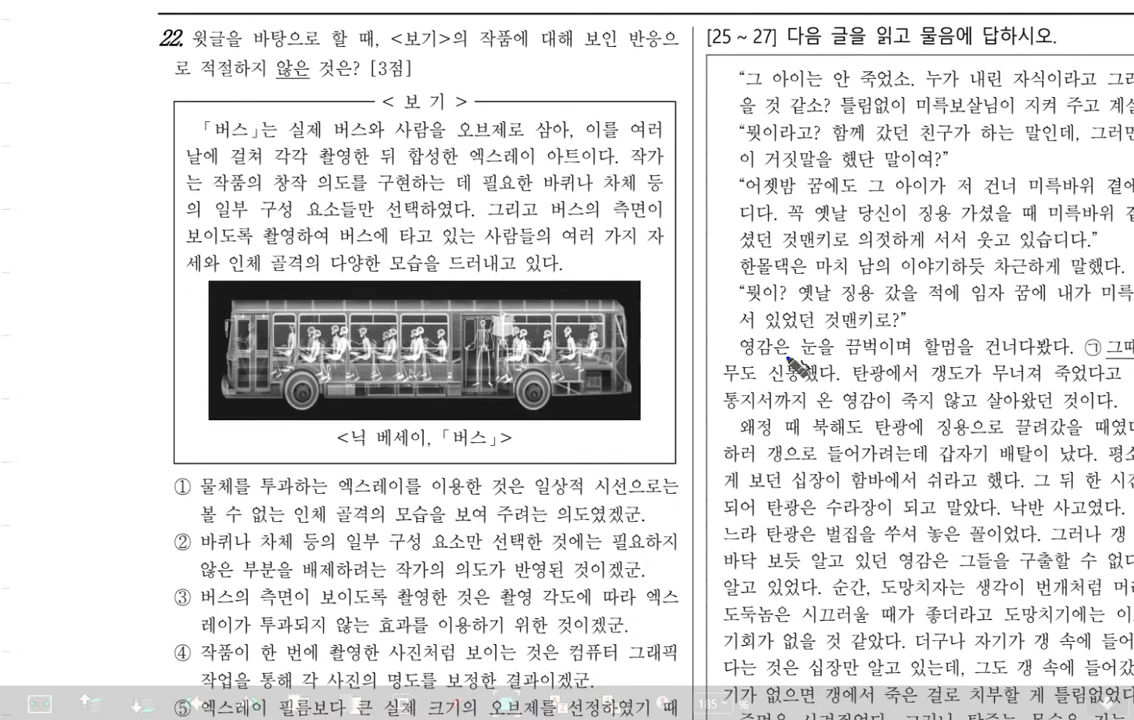 22. 윗글을 바탕으로 할 때, <보기>의 작품에 대해 보인 반응으
로 적절하지 않은 것은? [3점]
< 보 기 >
「버스」는 실제 버스와 사람을 오브제로 삼아, 이를 여러
날에 걸쳐 각각 촬영한 뒤 합성한 엑스레이 아트이다. 작가
는 작품의 창작 의도를 구현하는 데 필요한 바퀴나 차체 등
의 일부 구성 요소들만 선택하였다. 그리고 버스의 측면이
보이도록 촬영하여 버스에 타고 있는 사람들의 여러 가지 자
세와 인체 골격의 다양한 모습을 드러내고 있다.
<닉 베세이, 「버스」>
① 물체를 투과하는 엑스레이를 이용한 것은 일상적 시선으로는
볼 수 없는 인체 골격의 모습을 보여 주려는 의도였겠군.
② 바퀴나 차체 등의 일부 구성 요소만 선택한 것에는 필요하지
않은 부분을 배제하려는 작가의 의도가 반영된 것이겠군.
③ 버스의 측면이 보이도록 촬영한 것은 촬영 각도에 따라 엑스
레이가 투과되지 않는 효과를 이용하기 위한 것이겠군.
④ 작품이 한 번에 촬영한 사진처럼 보이는 것은 컴퓨터 그래픽
작업을 통해 각 사진의 명도를 보정한 결과이겠군.
⑤ 엑스레이 필름보다 큰 실제 크기의 오브제를 선정하였기 때
[25 ~ 27] 다음 글을 읽고 물음에 답하시오.
“그 아이는 안 죽었소. 누가 내린 자식이라고 그리
을 것 같소? 틀림없이 미륵보살님이 지켜 주고 계실
“뭣이라고? 함께 갔던 친구가 하는 말인데, 그러면
이 거짓말을 했단 말이여?”
“어젯밤 꿈에도 그 아이가 저 건너 미륵바위 곁에
디다. 꼭 옛날 당신이 징용 가셨을 때 미륵바위 곁
셨던 것맨키로 의젓하게 서서 웃고 있습디다.”
한몰댁은 마치 남의 이야기하듯 차근하게 말했다.
“뭣이? 옛날 징용 갔을 적에 임자 꿈에 내가 미륵
서 있었던 것맨키로?”
영감은 눈을 끔벅이며 할멈을 건너다봤다. ㉠ 그때
무도 신통했다. 탄광에서 갱도가 무너져 죽었다고
통지서까지 온 영감이 죽지 않고 살아왔던 것이다.
왜정 때 북해도 탄광에 징용으로 끌려갔을 때였다
하러 갱으로 들어가려는데 갑자기 배탈이 났다. 평소
게 보던 십장이 함바에서 쉬라고 했다. 그 뒤 한 시간
되어 탄광은 수라장이 되고 말았다. 낙반 사고였다.
느라 탄광은 벌집을 쑤셔 놓은 꼴이었다. 그러나 갱
바닥 보듯 알고 있던 영감은 그들을 구출할 수 없다
알고 있었다. 순간, 도망치자는 생각이 번개처럼 머리
도둑놈은 시끄러울 때가 좋더라고 도망치기에는 이
기회가 없을 것 같았다. 더구나 자기가 갱 속에 들어
다는 것은 십장만 알고 있는데, 그도 갱 속에 들어갔
기가 없으면 갱에서 죽은 걸로 치부할 게 틀림없었다